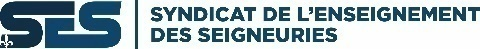 SES
SYNDICAT DE L'ENSEIGNEMENT
DES SEIGNEURIES